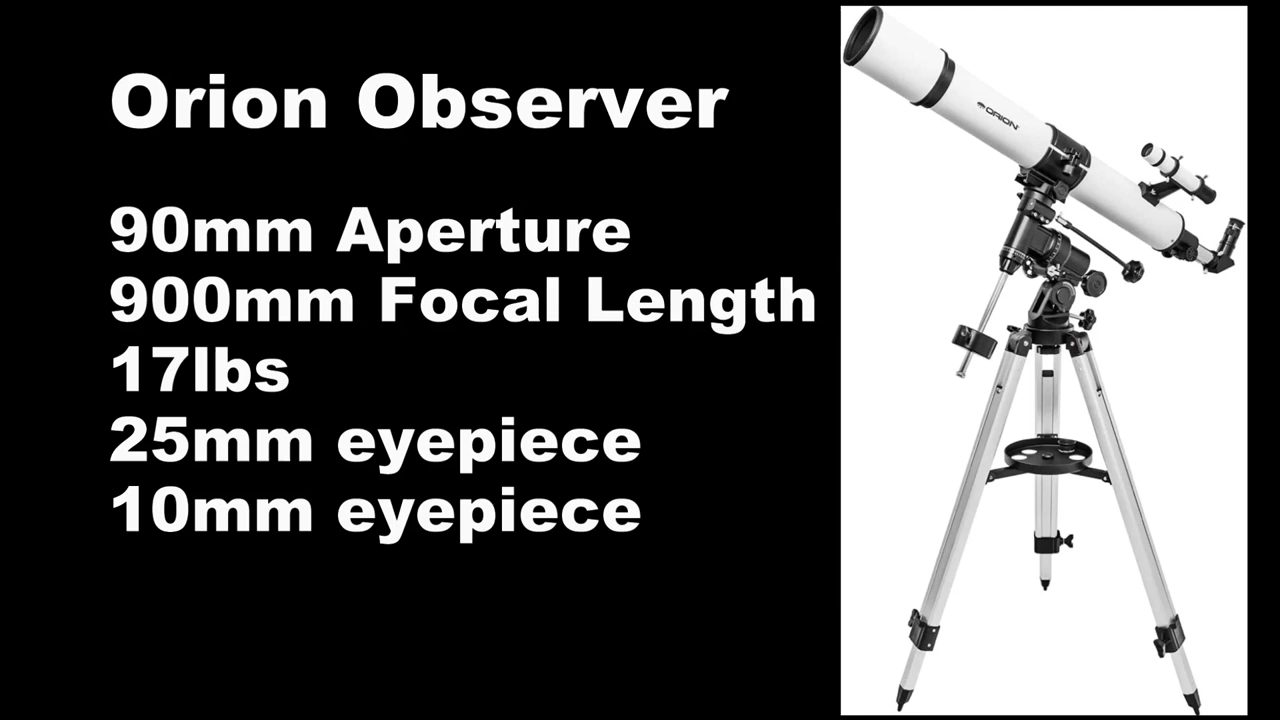 Orion Observer
90mm Aperture
900mm Focal Length
17lbs
25mm eyepiece
10mm eyepiece
ORION